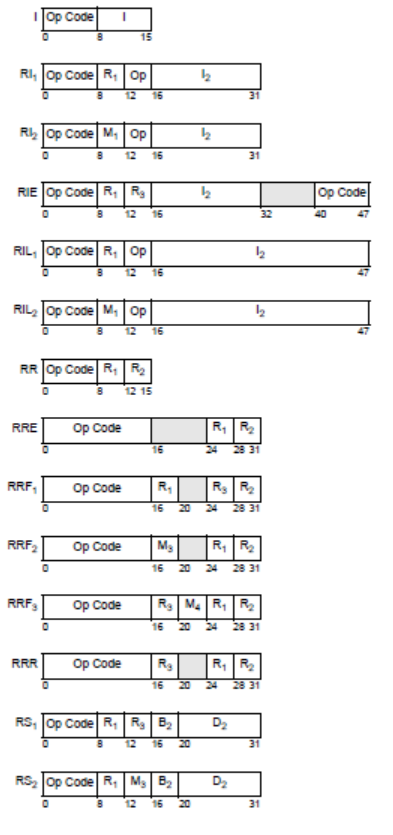 I Op Code I
0 8 15
RI₁ Op Code R₁ Op I₂
0 8 12 16 31
RI₂ Op Code M₁ Op I₂
0 8 12 16 31
RIE Op Code R₁ R₃ I₂ Op Code
0 8 12 16 32 40 47
RIL₁ Op Code R₁ Op I₂
0 8 12 16 47
RIL₂ Op Code M₁ Op I₂
0 8 12 16 47
RR Op Code R₁ R₂
0 8 12 15
RRE Op Code R₁ R₂
0 16 24 28 31
RRF₁ Op Code R₁ R₃ R₂
0 16 20 24 28 31
RRF₂ Op Code M₃ R₁ R₂
0 16 20 24 28 31
RRF₃ Op Code R₃ M₄ R₁ R₂
0 16 20 24 28 31
RRR Op Code R₃ R₁ R₂
0 16 20 24 28 31
RS₁ Op Code R₁ R₃ B₂ D₂
0 8 12 16 20 31
RS₂ Op Code R₁ M₃ B₂ D₂
0 8 12 16 20 31